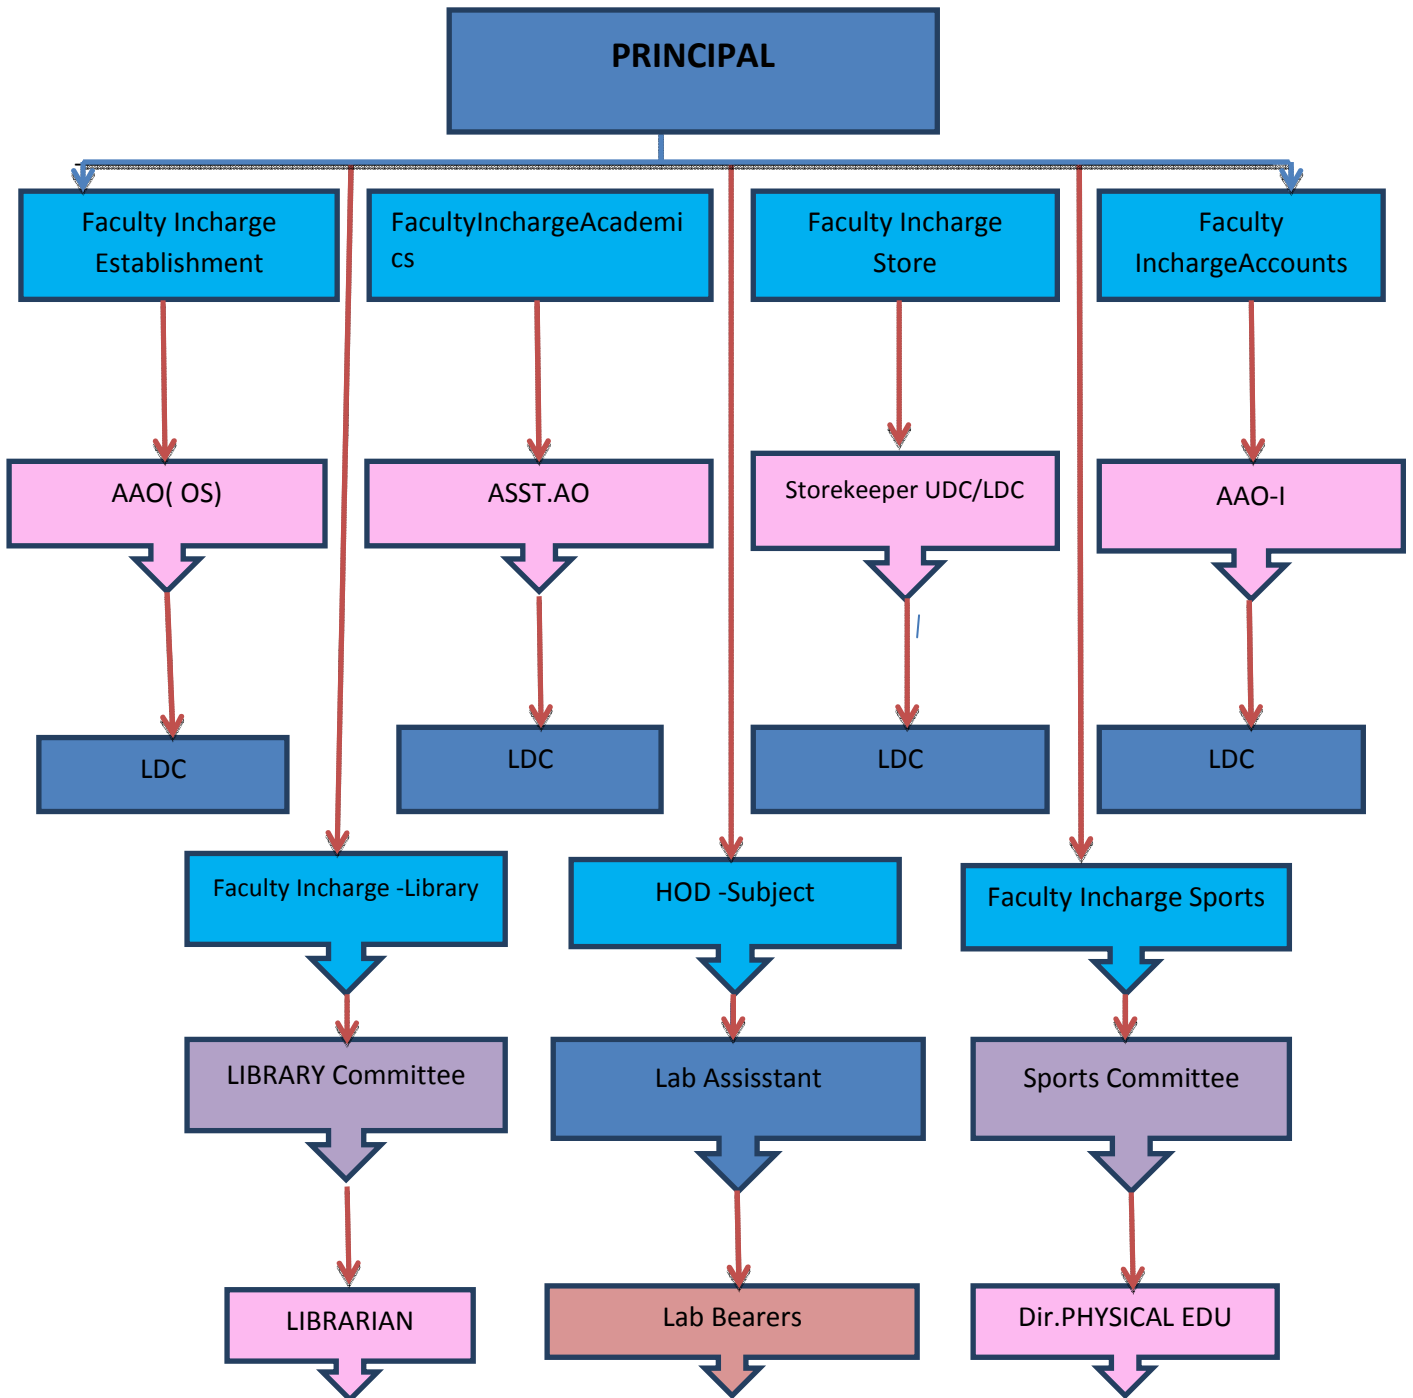 PRINCIPAL
Faculty Incharge
Establishment
FacultyInchargeAcademi
cs
Faculty Incharge
Store
Faculty
InchargeAccounts
AAO( OS)
ASST.AO
Storekeeper UDC/LDC
AAO-I
LDC
LDC
LDC
LDC
Faculty Incharge -Library
HOD -Subject
Faculty Incharge Sports
LIBRARY Committee
Lab Assisstant
Sports Committee
LIBRARIAN
Lab Bearers
Dir.PHYSICAL EDU